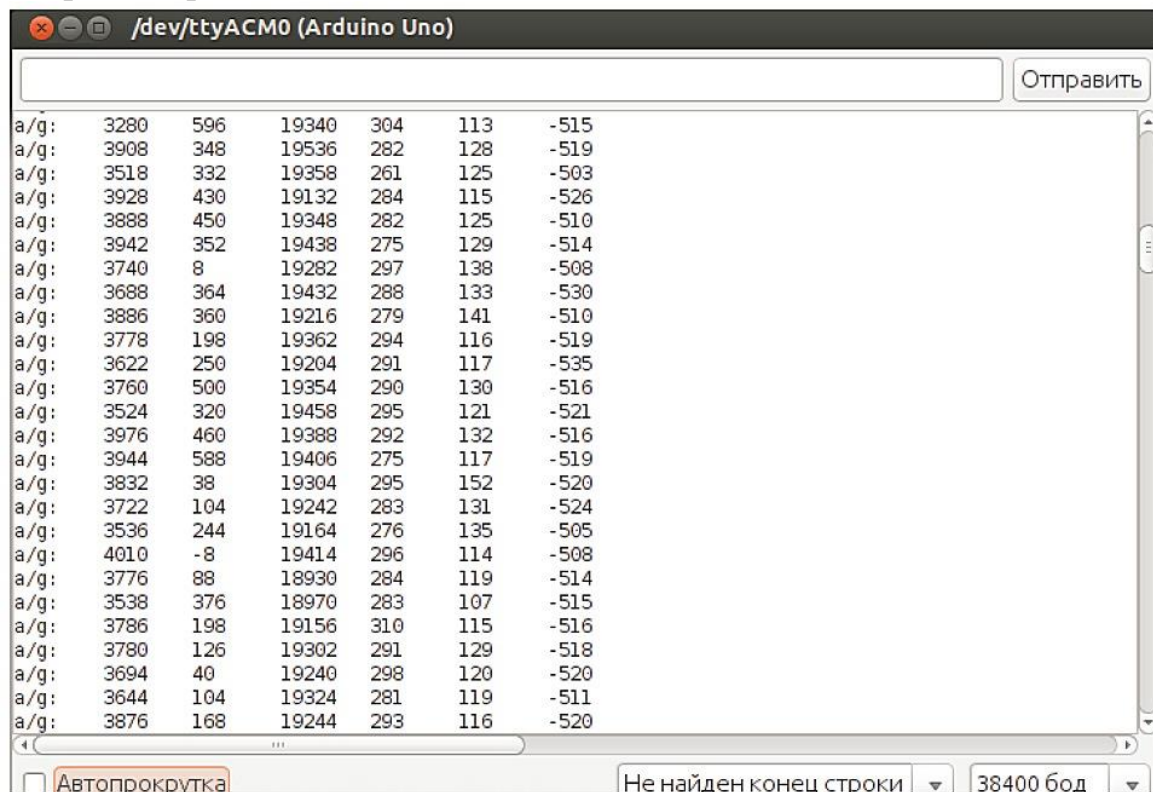 /dev/ttyACM0 (Arduino Uno)
Отправить
a/g: 3280 596 19340 304 113 -515
a/g: 3908 348 19536 282 128 -519
a/g: 3518 332 19358 261 125 -503
a/g: 3928 430 19132 284 115 -526
a/g: 3888 450 19348 282 125 -510
a/g: 3942 352 19438 275 129 -514
a/g: 3740 8 19282 297 138 -508
a/g: 3688 364 19432 288 133 -530
a/g: 3886 360 19216 279 141 -510
a/g: 3778 198 19362 294 116 -519
a/g: 3622 250 19204 291 117 -535
a/g: 3760 500 19354 290 130 -516
a/g: 3524 320 19458 295 121 -521
a/g: 3976 460 19388 292 132 -516
a/g: 3944 588 19406 275 117 -519
a/g: 3832 38 19304 295 152 -520
a/g: 3722 104 19242 283 131 -524
a/g: 3536 244 19164 276 135 -505
a/g: 4010 -8 19414 296 114 -508
a/g: 3776 88 18930 284 119 -514
a/g: 3538 376 18970 283 107 -515
a/g: 3786 198 19156 310 115 -516
a/g: 3780 126 19302 291 129 -518
a/g: 3694 40 19240 298 120 -520
a/g: 3644 104 19324 281 119 -511
a/g: 3876 168 19244 293 116 -520
Автопрокрутка Не найден конец строки 38400 бод